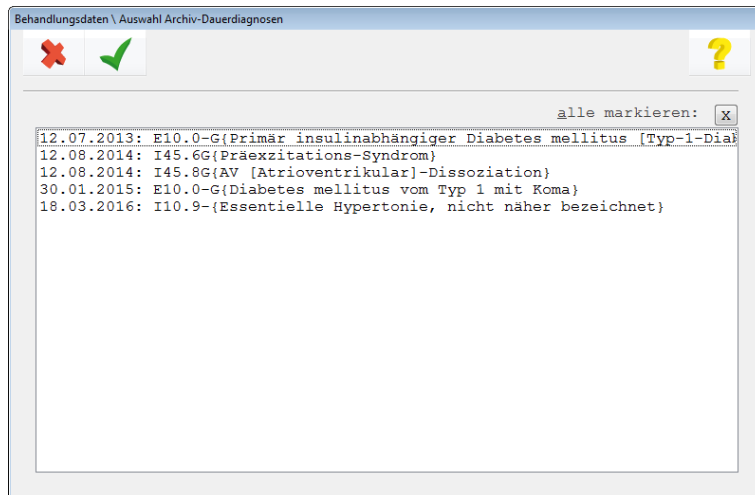 Behandlungsdaten \ Auswahl Archiv-Dauerdiagnosen
?
alle markieren: X
12.07.2013: E10.0-G{Primär insulinabhängiger Diabetes mellitus [Typ-1-Diab
12.08.2014: I45.6G{Präexzitations-Syndrom}
12.08.2014: I45.8G{AV [Atrioventrikular]-Dissoziation}
30.01.2015: E10.0-G{Diabetes mellitus vom Typ 1 mit Koma}
18.03.2016: I10.9-{Essentielle Hypertonie, nicht näher bezeichnet}